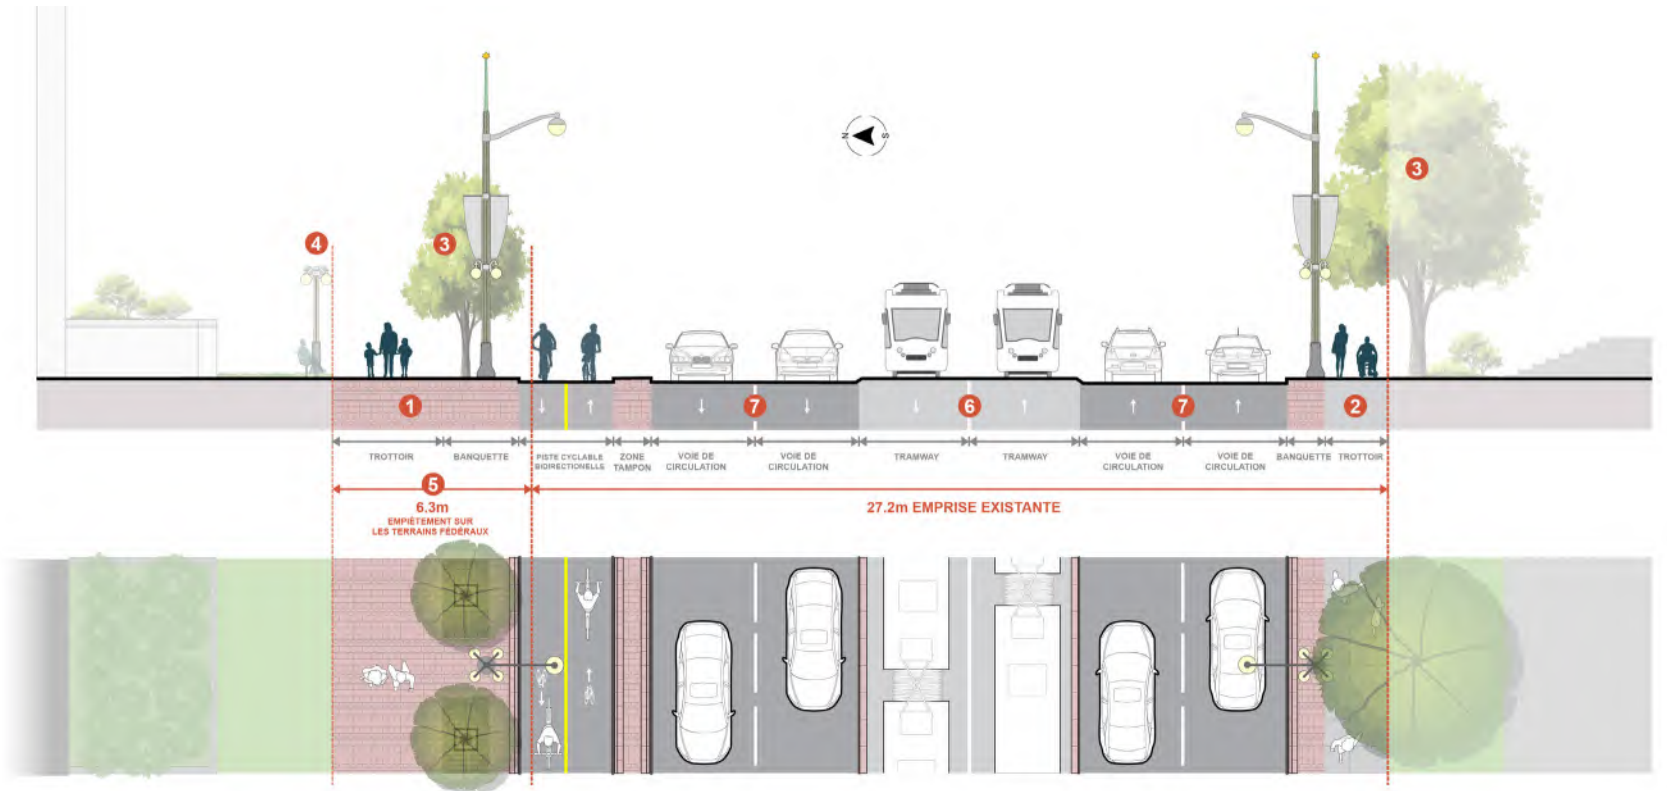 N S
3
4 3
1 7 6 7 2
TROTTOIR BANQUETTE PISTE CYCLABLE BIDIRECTIONELLE ZONE TAMPON VOIE DE CIRCULATION VOIE DE CIRCULATION TRAMWAY TRAMWAY VOIE DE CIRCULATION VOIE DE CIRCULATION BANQUETTE TROTTOIR
5
6.3m
EMPIÈTEMENT SUR
LES TERRAINS FÉDÉRAUX
27.2m EMPRISE EXISTANTE